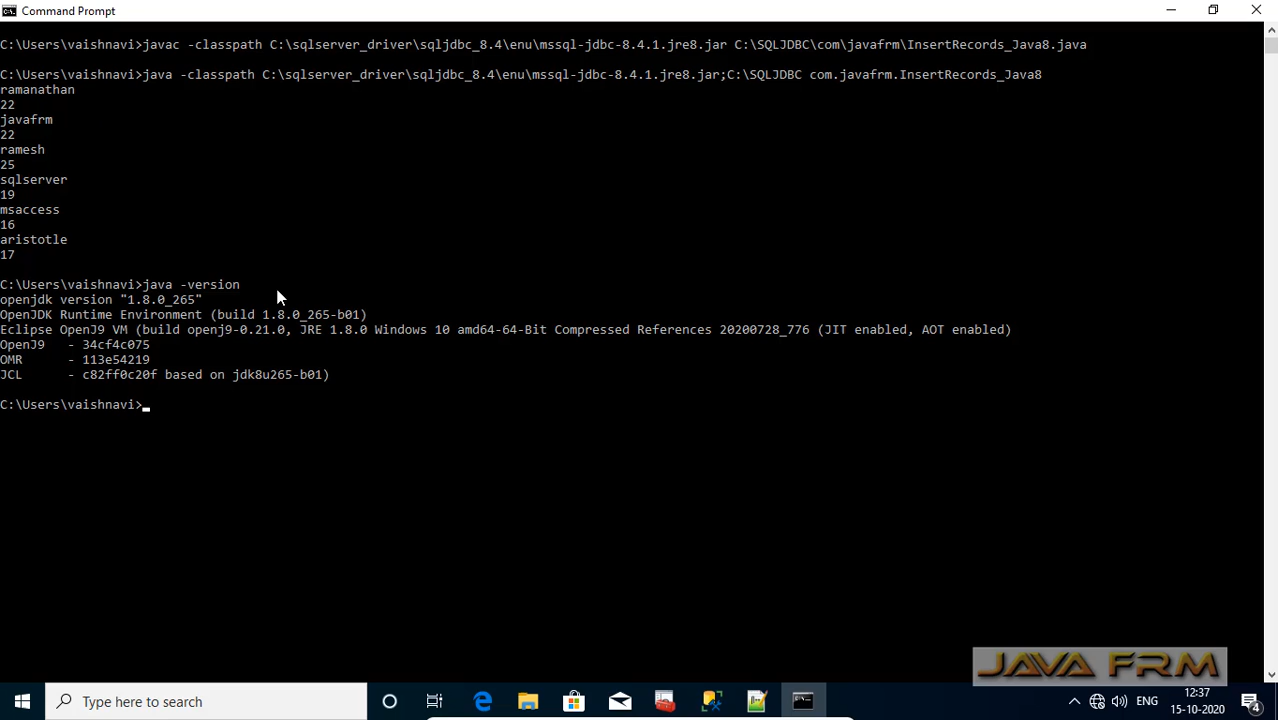 Command Prompt
C:\Users\vaishnavi>javac -classpath C:\sqlserver_driver\sqljdbc_8.4\enu\mssql-jdbc-8.4.1.jre8.jar C:\SQLJDBC\com\javafrm\InsertRecords_Java8.java
C:\Users\vaishnavi>java -classpath C:\sqlserver_driver\sqljdbc_8.4\enu\mssql-jdbc-8.4.1.jre8.jar;C:\SQLJDBC com.javafrm.InsertRecords_Java8
ramanathan
22
javafrm
22
ramesh
25
sqlserver
19
msaccess
16
aristotle
17
C:\Users\vaishnavi>java -version
openjdk version "1.8.0_265"
OpenJDK Runtime Environment (build 1.8.0_265-b01)
Eclipse OpenJ9 VM (build openj9-0.21.0, JRE 1.8.0 Windows 10 amd64-64-Bit Compressed References 20200728_776 (JIT enabled, AOT enabled)
OpenJ9   - 34cf4c075
OMR      - 113e54219
JCL      - c82ff0c20f based on jdk8u265-b01)
C:\Users\vaishnavi>
JAVA FRM
Type here to search
ENG
12:37
15-10-2020
4